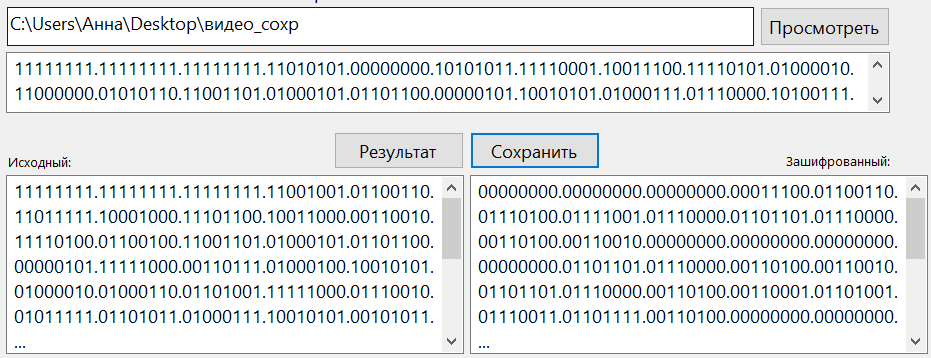 C:\Users\Анна\Desktop\видео_сохр
Просмотреть
11111111.11111111.11111111.11010101.00000000.10101011.11110001.10011100.11110101.01000010.
11000000.01010110.11001101.01000101.01101100.00000101.10010101.01000111.01110000.10100111.
Результат
Сохранить
Исходный:
Зашифрованный:
11111111.11111111.11111111.11001001.01100110.
11011111.10001000.11101100.10011000.00110010.
11110100.01100100.11001101.01000101.01101100.
00000101.11111000.00110111.01000100.10010101.
01000010.01000110.01101001.11111000.01110010.
01011111.01101011.01000111.10010101.00101011.
...
00000000.00000000.00000000.00011100.01100110.
01110100.01111001.01110000.01101101.01110000.
00110100.00110010.00000000.00000000.00000000.
00000000.01101101.01110000.00110100.00110010.
01101101.01110000.00110100.00110001.01101001.
01110011.01101111.00110100.00000000.00000000.
...